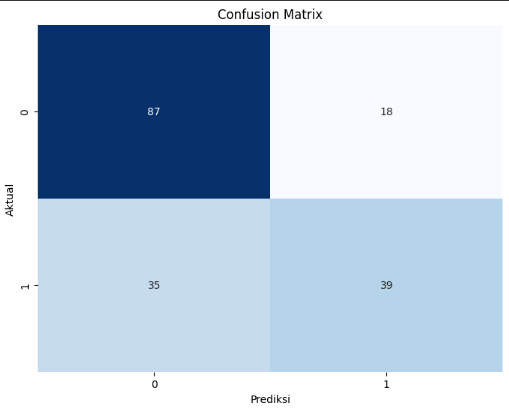 Confusion Matrix
Aktual
0
87
18
1
35
39
0
1
Prediksi